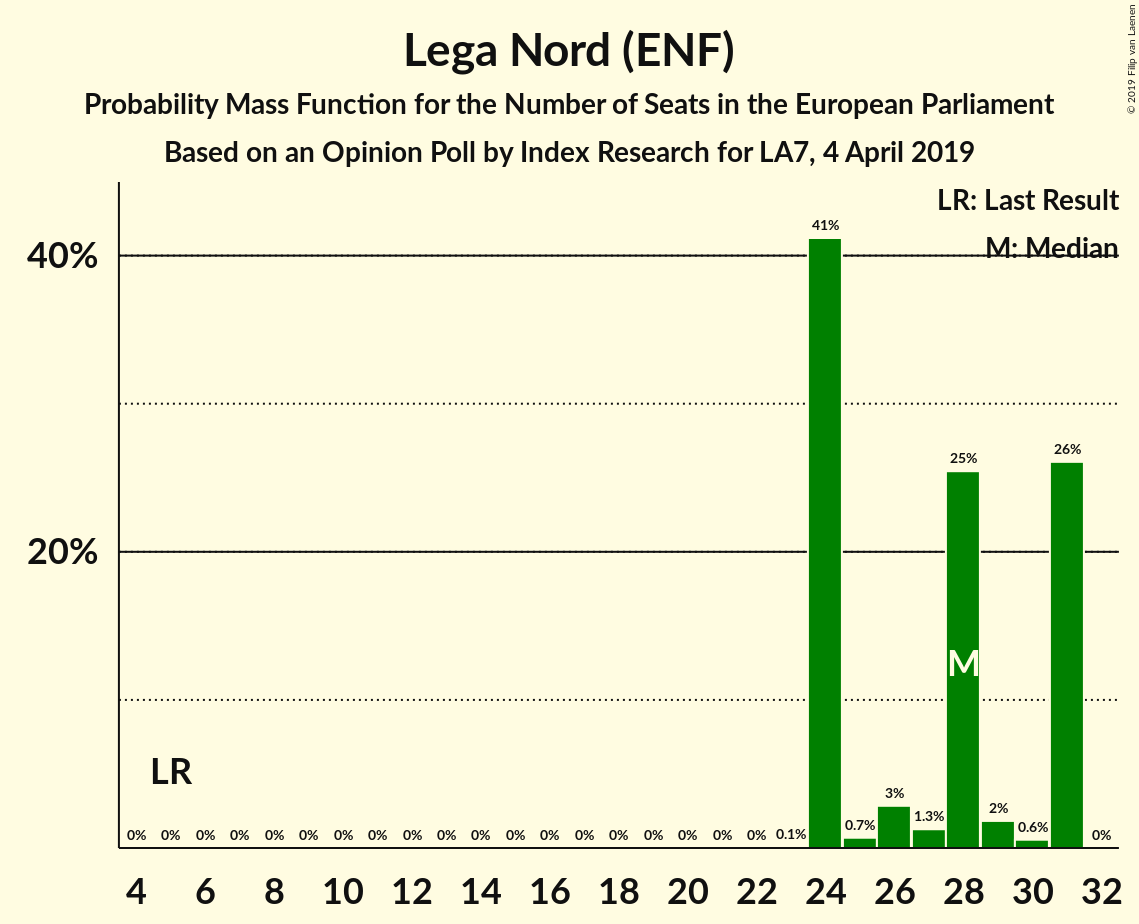 Lega Nord (ENF)
Probability Mass Function for the Number of Seats in the European Parliament
Based on an Opinion Poll by Index Research for LA7, 4 April 2019
© 2019 Filip van Laenen
LR: Last Result
M: Median
40%
20%
41%
25%
26%
M
LR
0% 0% 0% 0% 0% 0% 0% 0% 0% 0% 0% 0% 0% 0% 0% 0% 0% 0% 0% 0.1% 0.7% 3% 1.3% 2% 0.6% 0%
4 6 8 10 12 14 16 18 20 22 24 26 28 30 32